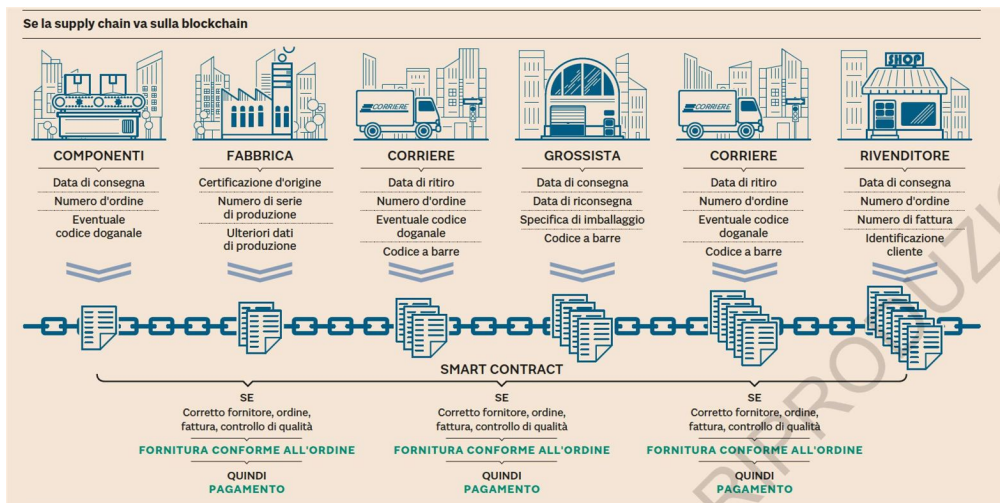 Se la supply chain va sulla blockchain
CORRIERE
CORRIERE
SHOP
COMPONENTI
Data di consegna
Numero d'ordine
Eventuale
codice doganale
FABBRICA
Certificazione d'origine
Numero di serie
di produzione
Ulteriori dati
di produzione
CORRIERE
Data di ritiro
Numero d'ordine
Eventuale codice
doganale
Codice a barre
GROSSISTA
Data di consegna
Data di riconsegna
Specifica di imballaggio
Codice a barre
CORRIERE
Data di ritiro
Numero d'ordine
Eventuale codice
doganale
Codice a barre
RIVENDITORE
Data di consegna
Numero d'ordine
Numero di fattura
Identificazione
cliente
SMART CONTRACT
SE
Corretto fornitore, ordine,
fattura, controllo di qualità
FORNITURA CONFORME ALL'ORDINE
QUINDI
PAGAMENTO
SE
Corretto fornitore, ordine,
fattura, controllo di qualità
FORNITURA CONFORME ALL'ORDINE
QUINDI
PAGAMENTO
SE
Corretto fornitore, ordine,
fattura, controllo di qualità
FORNITURA CONFORME ALL'ORDINE
QUINDI
PAGAMENTO
RIPRODUZI